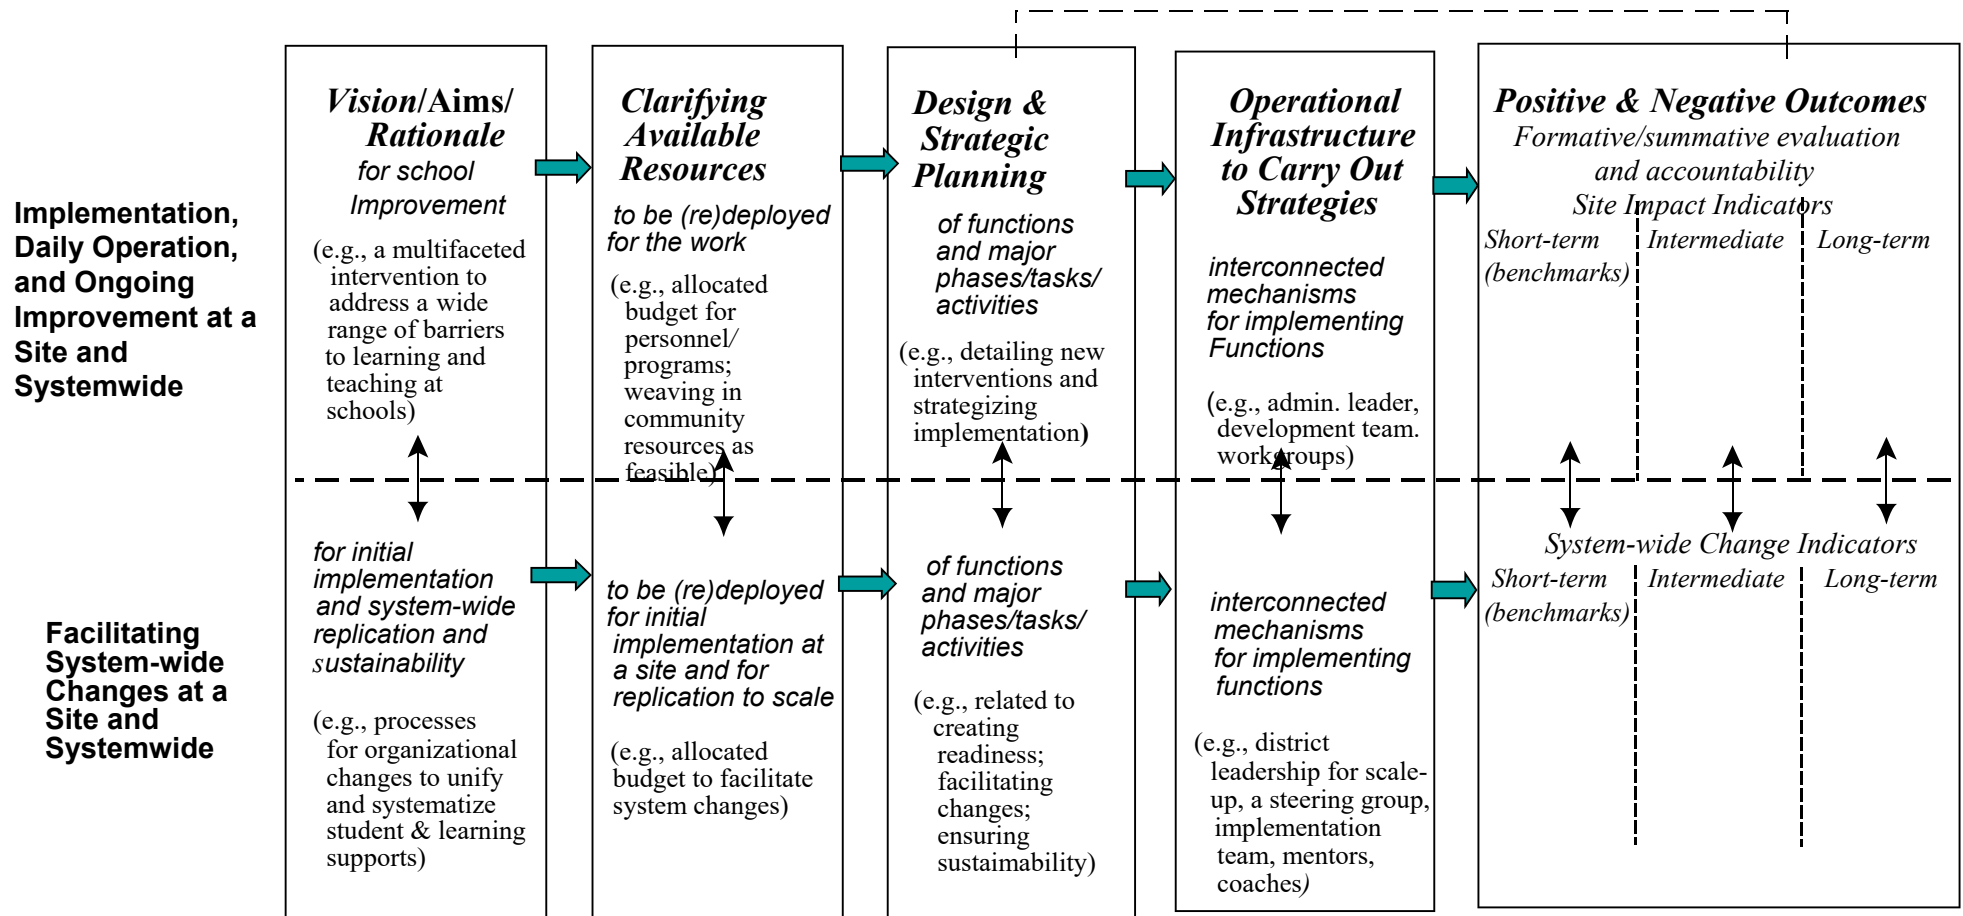 Implementation,
Daily Operation,
and Ongoing
Improvement at a
Site and
Systemwide
Vision/Aims/
Rationale
for school
Improvement
(e.g., a multifaceted
intervention to
address a wide
range of barriers
to learning and
teaching at
schools)
Clarifying
Available
Resources
to be (re)deployed
for the work
(e.g., allocated
budget for
personnel/
programs;
weaving in
community
resources as
feasible)
Design &
Strategic
Planning
of functions
and major
phases/tasks/
activities
(e.g., detailing new
interventions and
strategizing
implementation)
Operational
Infrastructure
to Carry Out
Strategies
interconnected
mechanisms
for implementing
Functions
(e.g., admin. leader,
development team.
workgroups)
Positive & Negative Outcomes
Formative/summative evaluation
and accountability
Site Impact Indicators
Short-term
(benchmarks)
Intermediate
Long-term
Facilitating
System-wide
Changes at a
Site and
Systemwide
for initial
implementation
and system-wide
replication and
sustainability
(e.g., processes
for organizational
changes to unify
and systematize
student & learning
supports)
to be (re)deployed
for initial
implementation at
a site and for
replication to scale
(e.g., allocated
budget to facilitate
system changes)
of functions
and major
phases/tasks/
activities
(e.g., related to
creating
readiness;
facilitating
changes;
ensuring
sustaimability)
interconnected
mechanisms
for implementing
functions
(e.g., district
leadership for scale-
up, a steering group,
implementation
team, mentors,
coaches)
System-wide Change Indicators
Short-term
(benchmarks)
Intermediate
Long-term